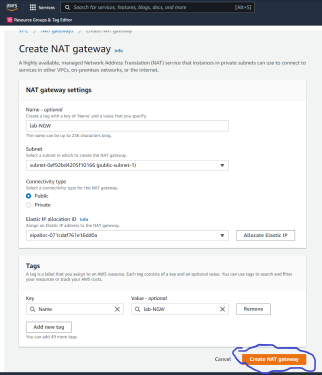 aws
Services
Search for services, features, blogs, docs, and more
[Alt+S]
Resource Groups & Tag Editor
VPC > NAT gateways > Create NAT gateway
Create NAT gateway Info
A highly available, managed Network Address Translation (NAT) service that instances in private subnets can use to connect to
services in other VPCs, on-premises networks, or the internet.
NAT gateway settings
Name - optional
Create a tag with a key of 'Name' and a value that you specify.
lab-NGW
The name can be up to 256 characters long.
Subnet
Select a subnet in which to create the NAT gateway.
(public-subnet-1)
Connectivity type
Select a connectivity type for the NAT gateway.
Public
Private
Elastic IP allocation ID Info
Assign an Elastic IP address to the NAT gateway.
eipalloc-071cdaf761e16dd0a
Allocate Elastic IP
Tags
A tag is a label that you assign to an AWS resource. Each tag consists of a key and an optional value. You can use tags to search and filter
your resources or track your AWS costs.
Key
Value - optional
Name
lab-NGW
Remove
Add new tag
You can add 49 more tags.
Cancel
Create NAT gateway